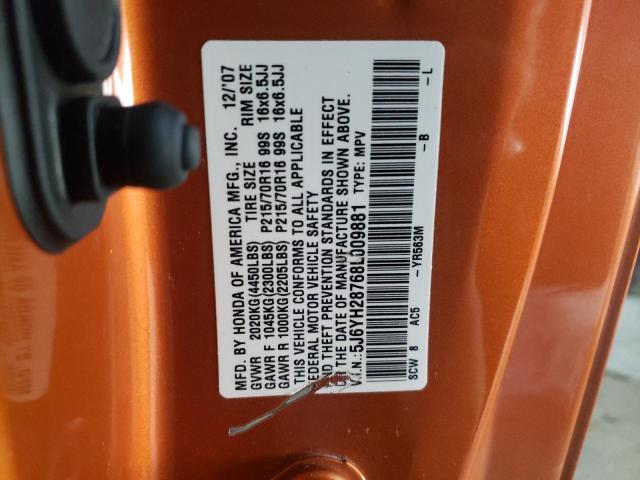 MFD. BY HONDA OF AMERICA MFG., INC. 12/'07
GVWR 2020KG(4450LBS) TIRE SIZE RIM SIZE
GAWR F 1045KG(2300LBS) P215/70R16 99S 16x6.5JJ
GAWR R 1000KG(2205LBS) P215/70R16 99S 16x6.5JJ
THIS VEHICLE CONFORMS TO ALL APPLICABLE
FEDERAL MOTOR VEHICLE SAFETY
AND THEFT PREVENTION STANDARDS IN EFFECT
ON THE DATE OF MANUFACTURE SHOWN ABOVE.
V.I.N.:5J6YH28768L009881 TYPE: MPV
SCW 8 AC5 -YR563M -B -L